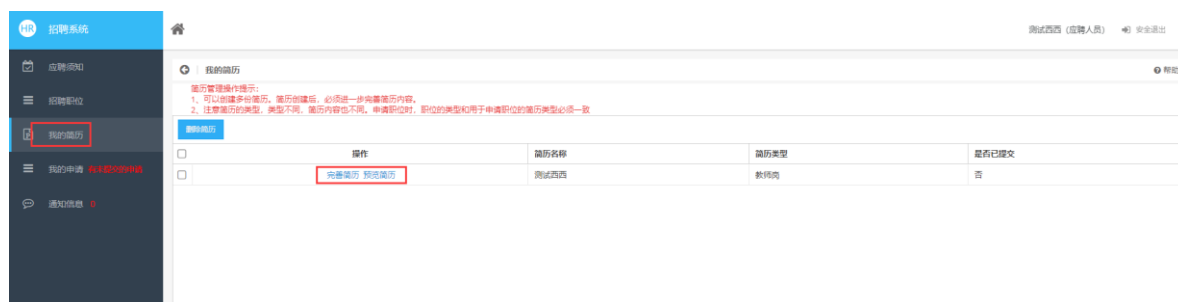 HR 招聘系统
测试西西 (应聘人员) 安全退出
应聘须知
招聘职位
我的简历
我的申请 有未提交的申请
通知信息 0
我的简历
帮助
简历管理操作提示:
1、可以创建多份简历。简历创建后，必须进一步完善简历内容。
2、注意简历的类型，类型不同，简历内容也不同。申请职位时，职位的类型和用于申请职位的简历类型必须一致
删除简历
操作 简历名称 简历类型 是否已提交
完善简历 预览简历 测试西西 教师岗 否